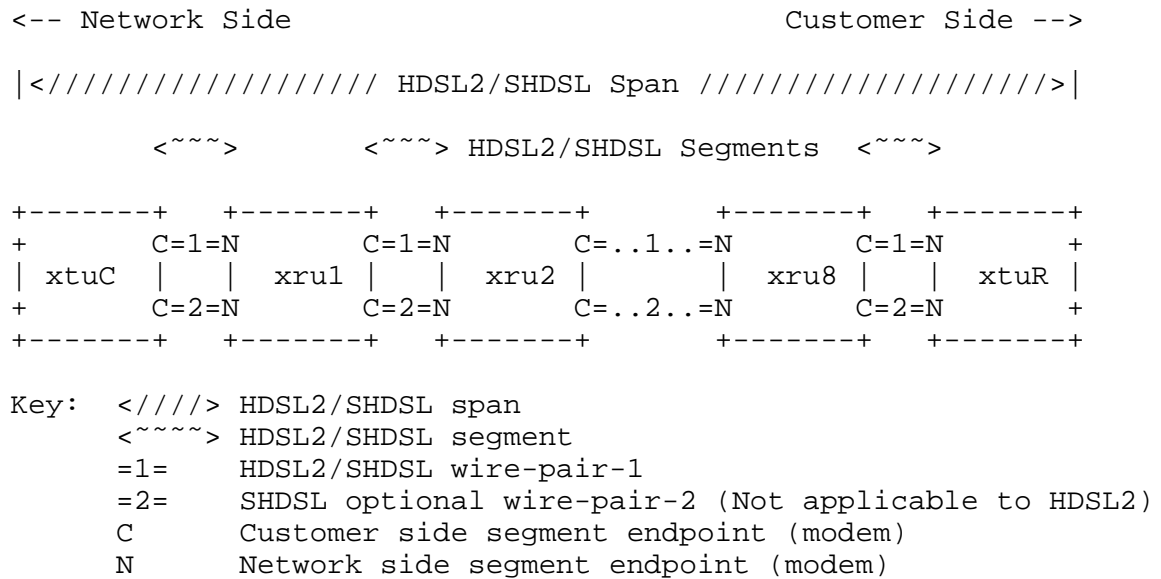 <-- Network Side                                   Customer Side -->
|</////////////////// HDSL2/SHDSL Span ////////////////////>|
<~~~>       <~~~> HDSL2/SHDSL Segments  <~~~>
+-------+   +-------+   +-------+       +-------+   +-------+
+       C=1=N       C=1=N       C=..1..=N       C=1=N       +
| xtuC  |   |  xru1 |   |  xru2 |       |  xru8 |   |  xtuR |
+       C=2=N       C=2=N       C=..2..=N       C=2=N       +
+-------+   +-------+   +-------+       +-------+   +-------+
Key:  <////> HDSL2/SHDSL span
<~~~~> HDSL2/SHDSL segment
=1=    HDSL2/SHDSL wire-pair-1
=2=    SHDSL optional wire-pair-2 (Not applicable to HDSL2)
C      Customer side segment endpoint (modem)
N      Network side segment endpoint (modem)